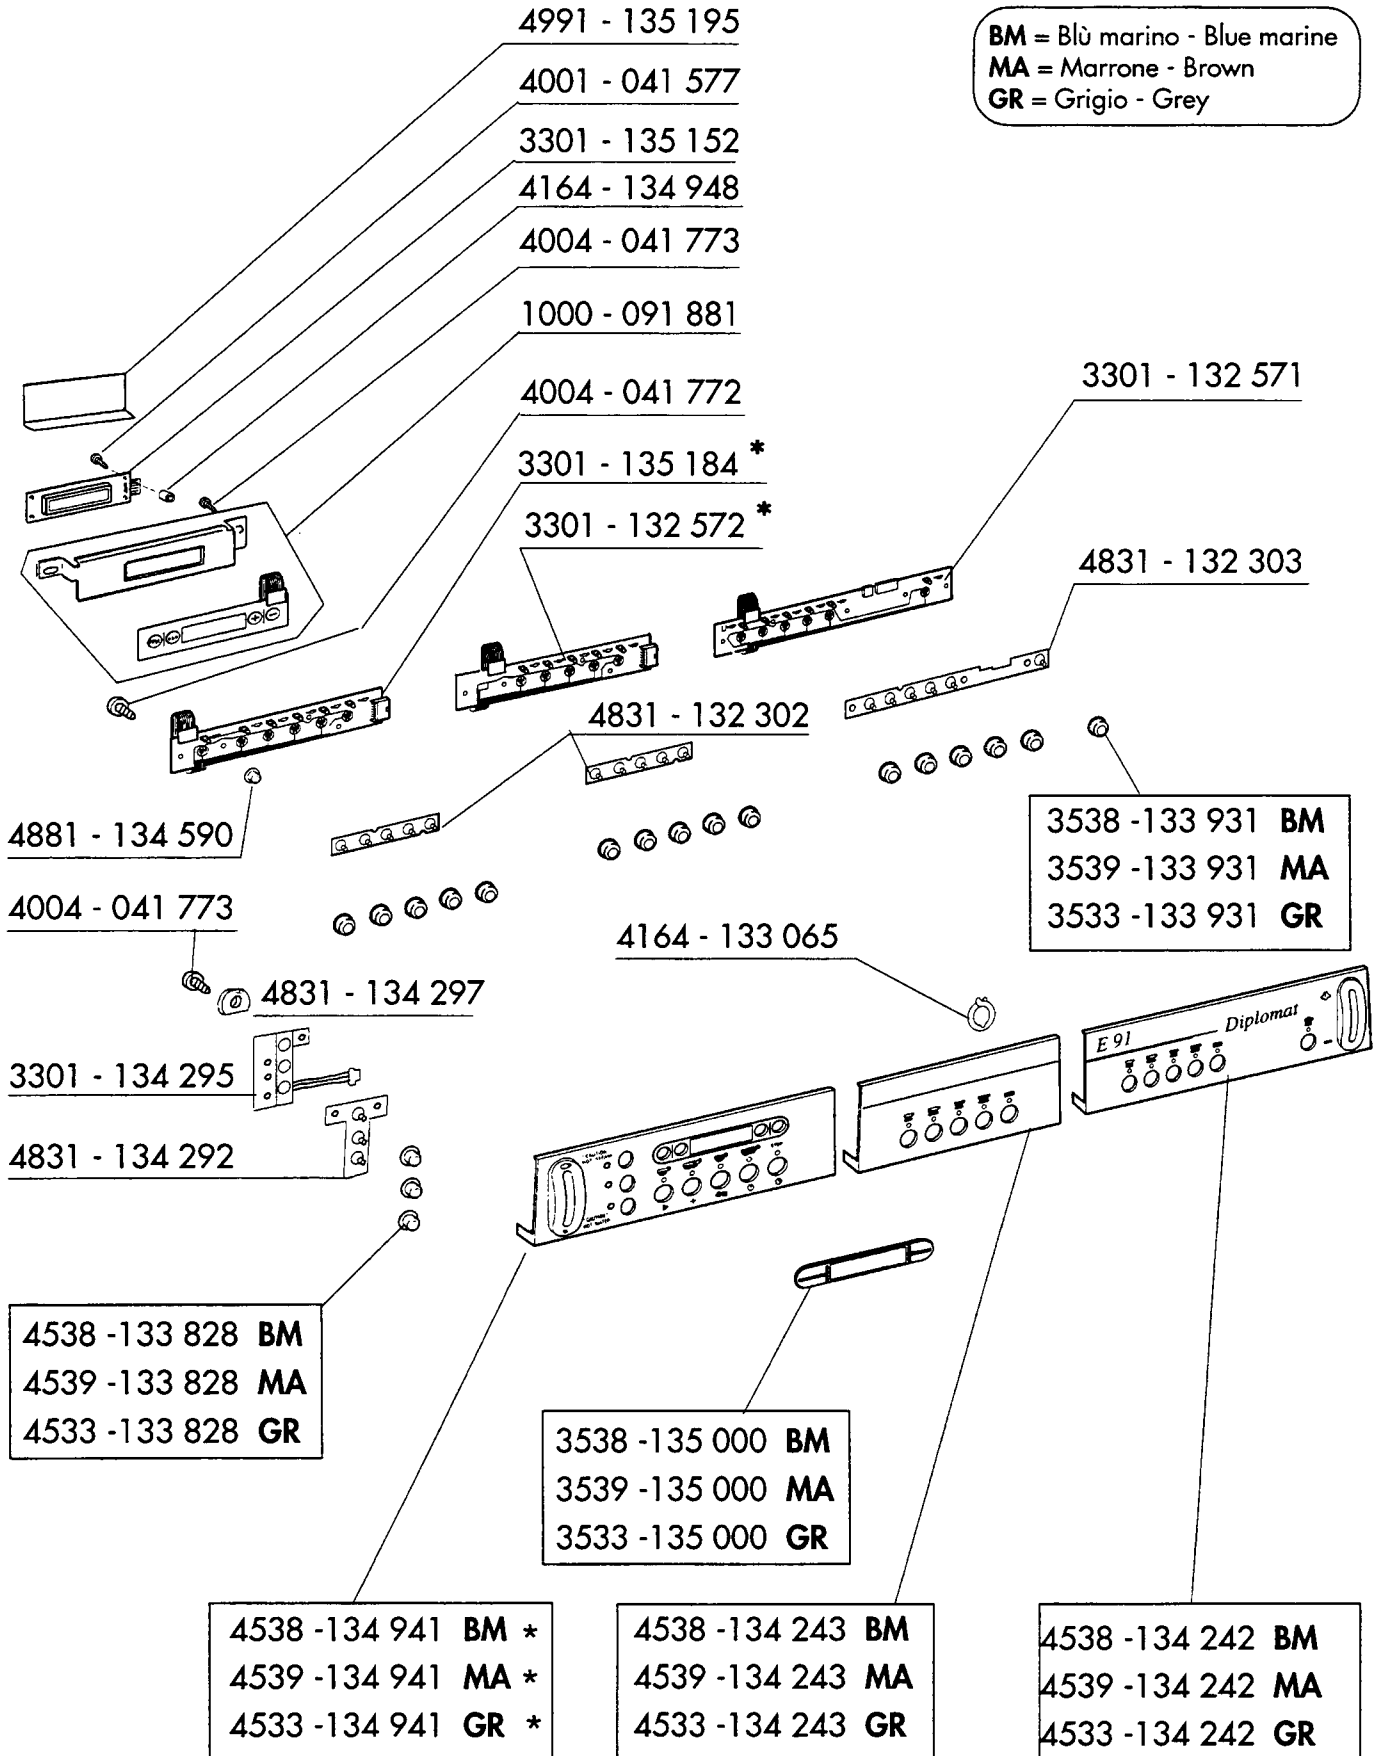 4991 - 135 195
4001 - 041 577
3301 - 135 152
4164 - 134 948
4004 - 041 773
1000 - 091 881
4004 - 041 772
3301 - 135 184 *
3301 - 132 572 *
BM = Blù marino - Blue marine
MA = Marrone - Brown
GR = Grigio - Grey
3301 - 132 571
4831 - 132 303
4831 - 132 302
4881 - 134 590
4004 - 041 773
4831 - 134 297
3301 - 134 295
4831 - 134 292
3538 -133 931 BM
3539 -133 931 MA
3533 -133 931 GR
4164 - 133 065
E 91
Diplomat
CAUTION
CAUTION
HOT WATER
4538 -133 828 BM
4539 -133 828 MA
4533 -133 828 GR
3538 -135 000 BM
3539 -135 000 MA
3533 -135 000 GR
4538 -134 941 BM *
4539 -134 941 MA *
4533 -134 941 GR *
4538 -134 243 BM
4539 -134 243 MA
4533 -134 243 GR
4538 -134 242 BM
4539 -134 242 MA
4533 -134 242 GR